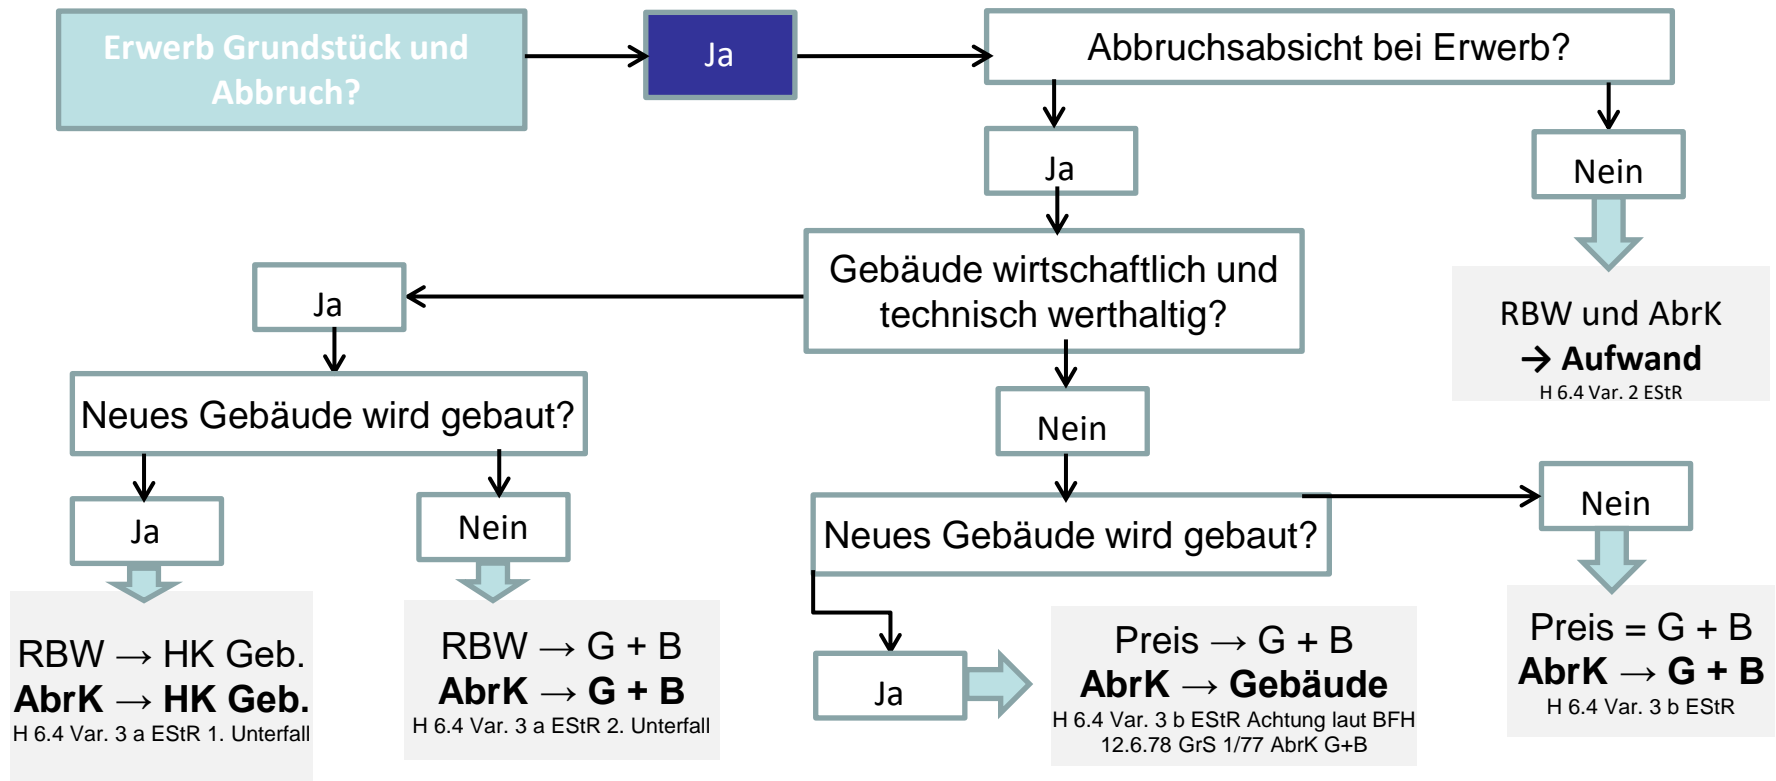 Erwerb Grundstück und
Abbruch?
Ja
Abbruchsabsicht bei Erwerb?
Ja
Nein
Gebäude wirtschaftlich und
technisch werthaltig?
Ja
RBW und AbrK
→ Aufwand
H 6.4 Var. 2 EStR
Neues Gebäude wird gebaut?
Nein
Ja
Nein
Neues Gebäude wird gebaut?
Nein
RBW → HK Geb.
AbrK → HK Geb.
H 6.4 Var. 3 a EStR 1. Unterfall
RBW → G + B
AbrK → G + B
H 6.4 Var. 3 a EStR 2. Unterfall
Ja
Preis → G + B
AbrK → Gebäude
H 6.4 Var. 3 b EStR Achtung laut BFH
12.6.78 GrS 1/77 AbrK G+B
Preis = G + B
AbrK → G + B
H 6.4 Var. 3 b EStR